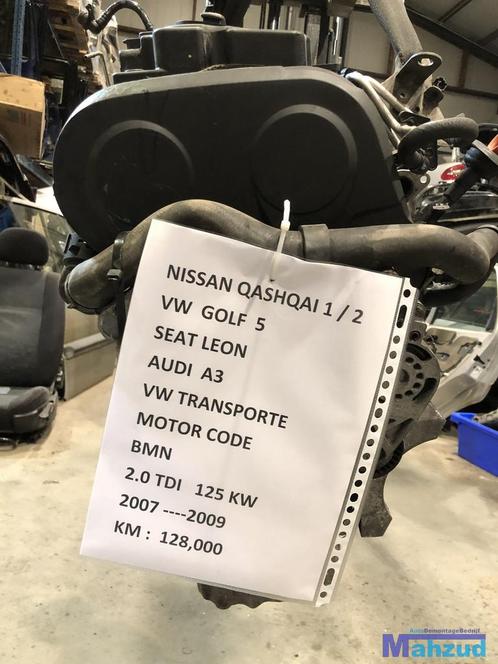 NISSAN QASHQAI 1 / 2
VW GOLF 5
SEAT LEON
AUDI A3
VW TRANSPORTE
MOTOR CODE
BMN
2.0 TDI 125 KW
2007 ----2009
KM : 128,000
AutoDemontageBedrijf
Mahzud